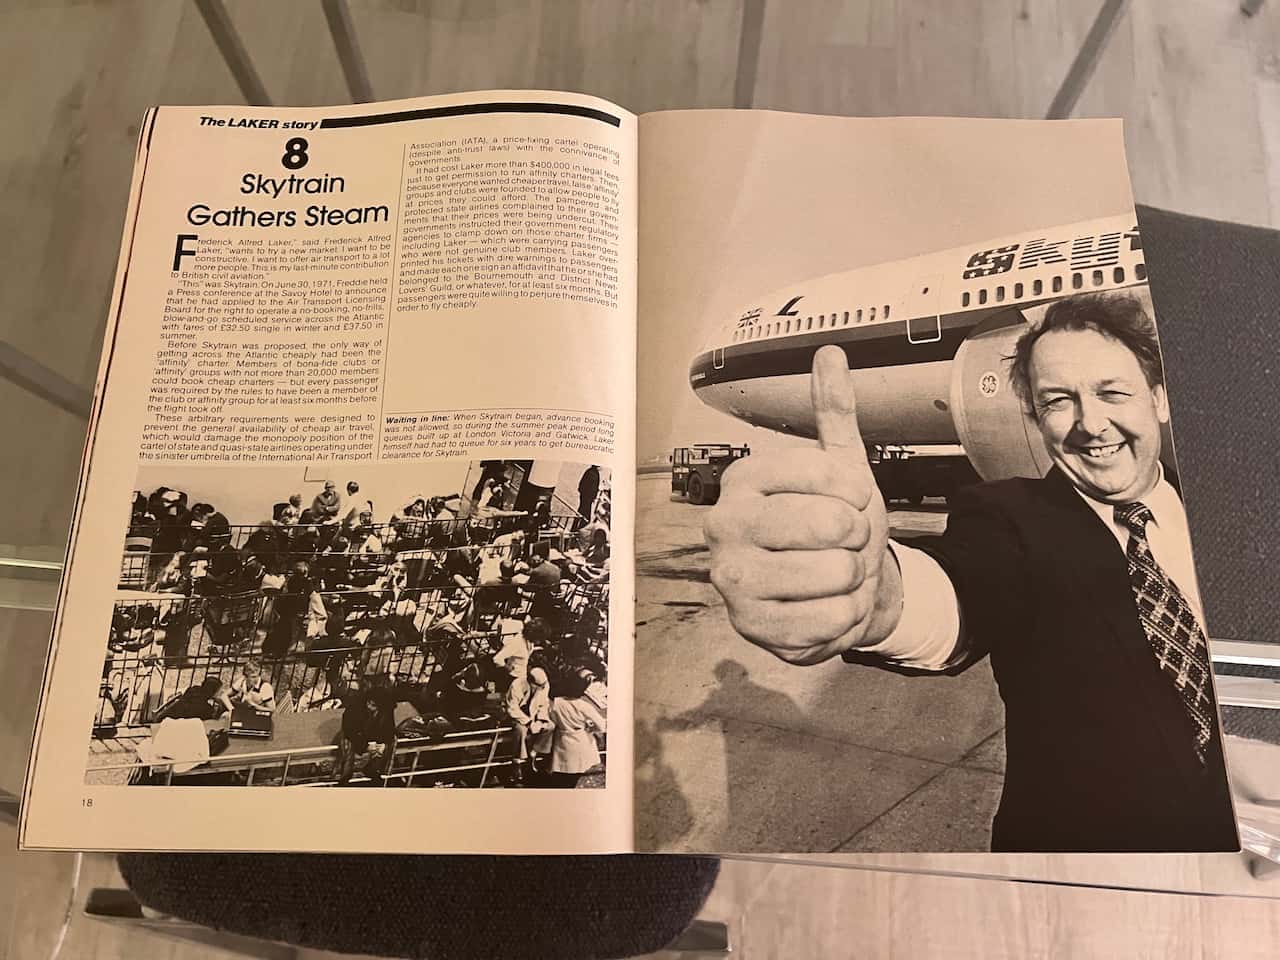 The LAKER story
8
Skytrain
Gathers Steam
Frederick Alfred Laker," said Frederick Alfred
Laker, "wants to try a new market. I want to be
constructive. I want to offer air transport to a lot
more people. This is my last-minute contribution
to British civil aviation."
"This" was Skytrain. On June 30, 1971, Freddie held
a Press conference at the Savoy Hotel to announce
that he had applied to the Air Transport Licensing
Board for the right to operate a no-booking, no-frills,
blow-and-go scheduled service across the Atlantic
with fares of £32.50 single in winter and £37.50 in
summer.
Before Skytrain was proposed, the only way of
getting across the Atlantic cheaply had been the
'affinity' charter. Members of bona-fide clubs or
'affinity' groups with not more than 20,000 members
could book cheap charters — but every passenger
was required by the rules to have been a member of
the club or affinity group for at least six months before
the flight took off.
These arbitrary requirements were designed to
prevent the general availability of cheap air travel,
which would damage the monopoly position of the
cartel of state and quasi-state airlines operating under
the sinister umbrella of the International Air Transport
Association (IATA), a price-fixing cartel operating
(despite anti-trust laws) with the connivance of
governments.
It had cost Laker more than $400,000 in legal fees
just to get permission to run affinity charters. Then,
because everyone wanted cheaper travel, false 'affinity'
groups and clubs were founded to allow people to fly
at prices they could afford. The pampered and
protected state airlines complained to their govern-
ments that their prices were being undercut. Their
governments instructed their government regulatory
agencies to clamp down on those charter firms —
including Laker — which were carrying passengers
who were not genuine club members. Laker over-
printed his tickets with dire warnings to passengers
and made each one sign an affidavit that he or she had
belonged to the Bournemouth and District Newt-
Lovers' Guild, or whatever, for at least six months. But
passengers were quite willing to perjure themselves in
order to fly cheaply.
Waiting in line: When Skytrain began, advance booking
was not allowed, so during the summer peak period long
queues built up at London Victoria and Gatwick. Laker
himself had had to queue for six years to get bureaucratic
clearance for Skytrain.
18
SKYT
L